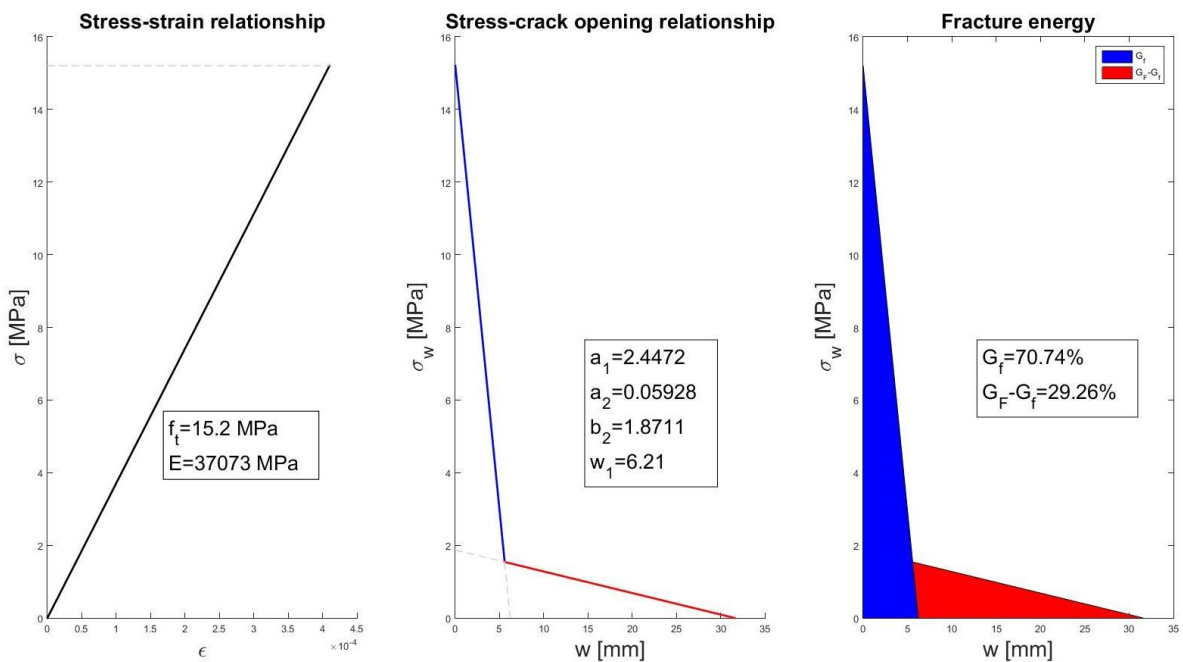 Stress-strain relationship
16
14
12
10
8
6
4
2
0
σ [MPa]
f_t=15.2 MPa
E=37073 MPa
0 0.5 1 1.5 2 2.5 3 3.5 4 4.5
×10⁻⁴
ϵ
Stress-crack opening relationship
16
14
12
10
8
6
4
2
0
σ_w [MPa]
a_1=2.4472
a_2=0.05928
b_2=1.8711
w_1=6.21
0 5 10 15 20 25 30 35
w [mm]
Fracture energy
16
14
12
10
8
6
4
2
0
σ_w [MPa]
G_f
G_F-G_f
G_f=70.74%
G_F-G_f=29.26%
0 5 10 15 20 25 30 35
w [mm]